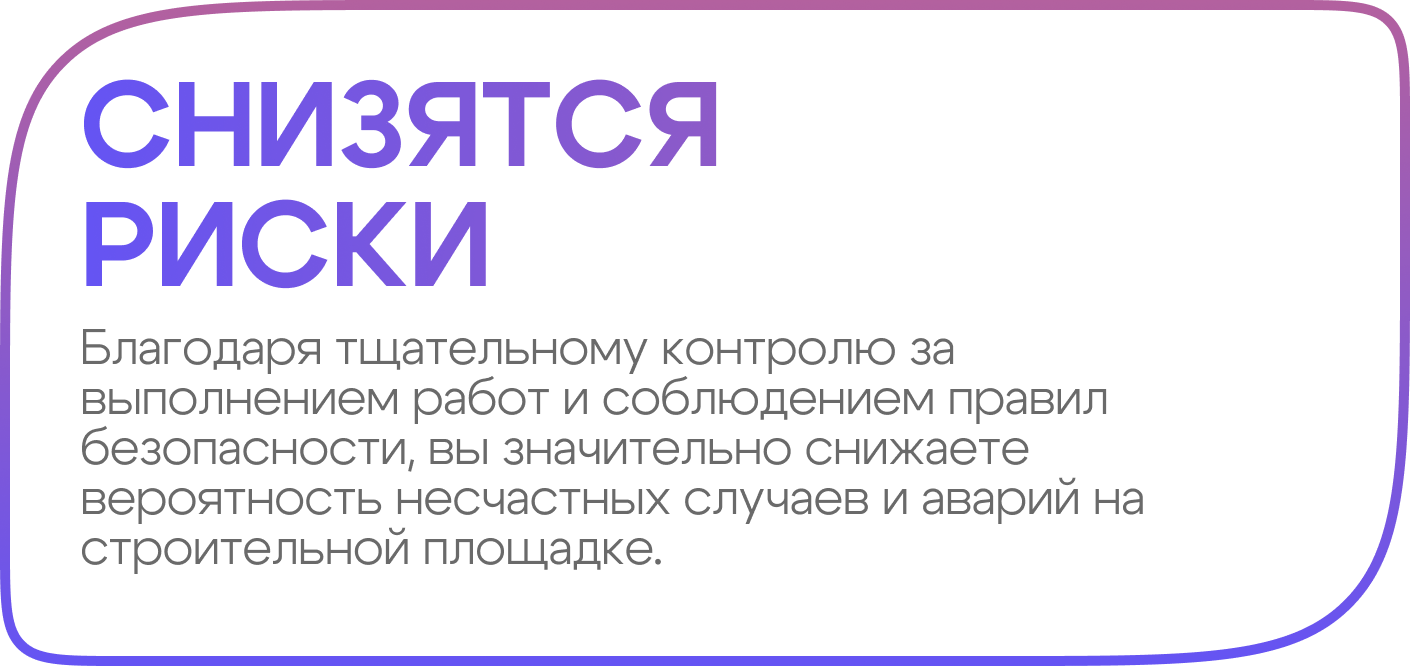 СНИЗЯТСЯ
РИСКИ
Благодаря тщательному контролю за
выполнением работ и соблюдением правил
безопасности, вы значительно снижаете
вероятность несчастных случаев и аварий на
строительной площадке.